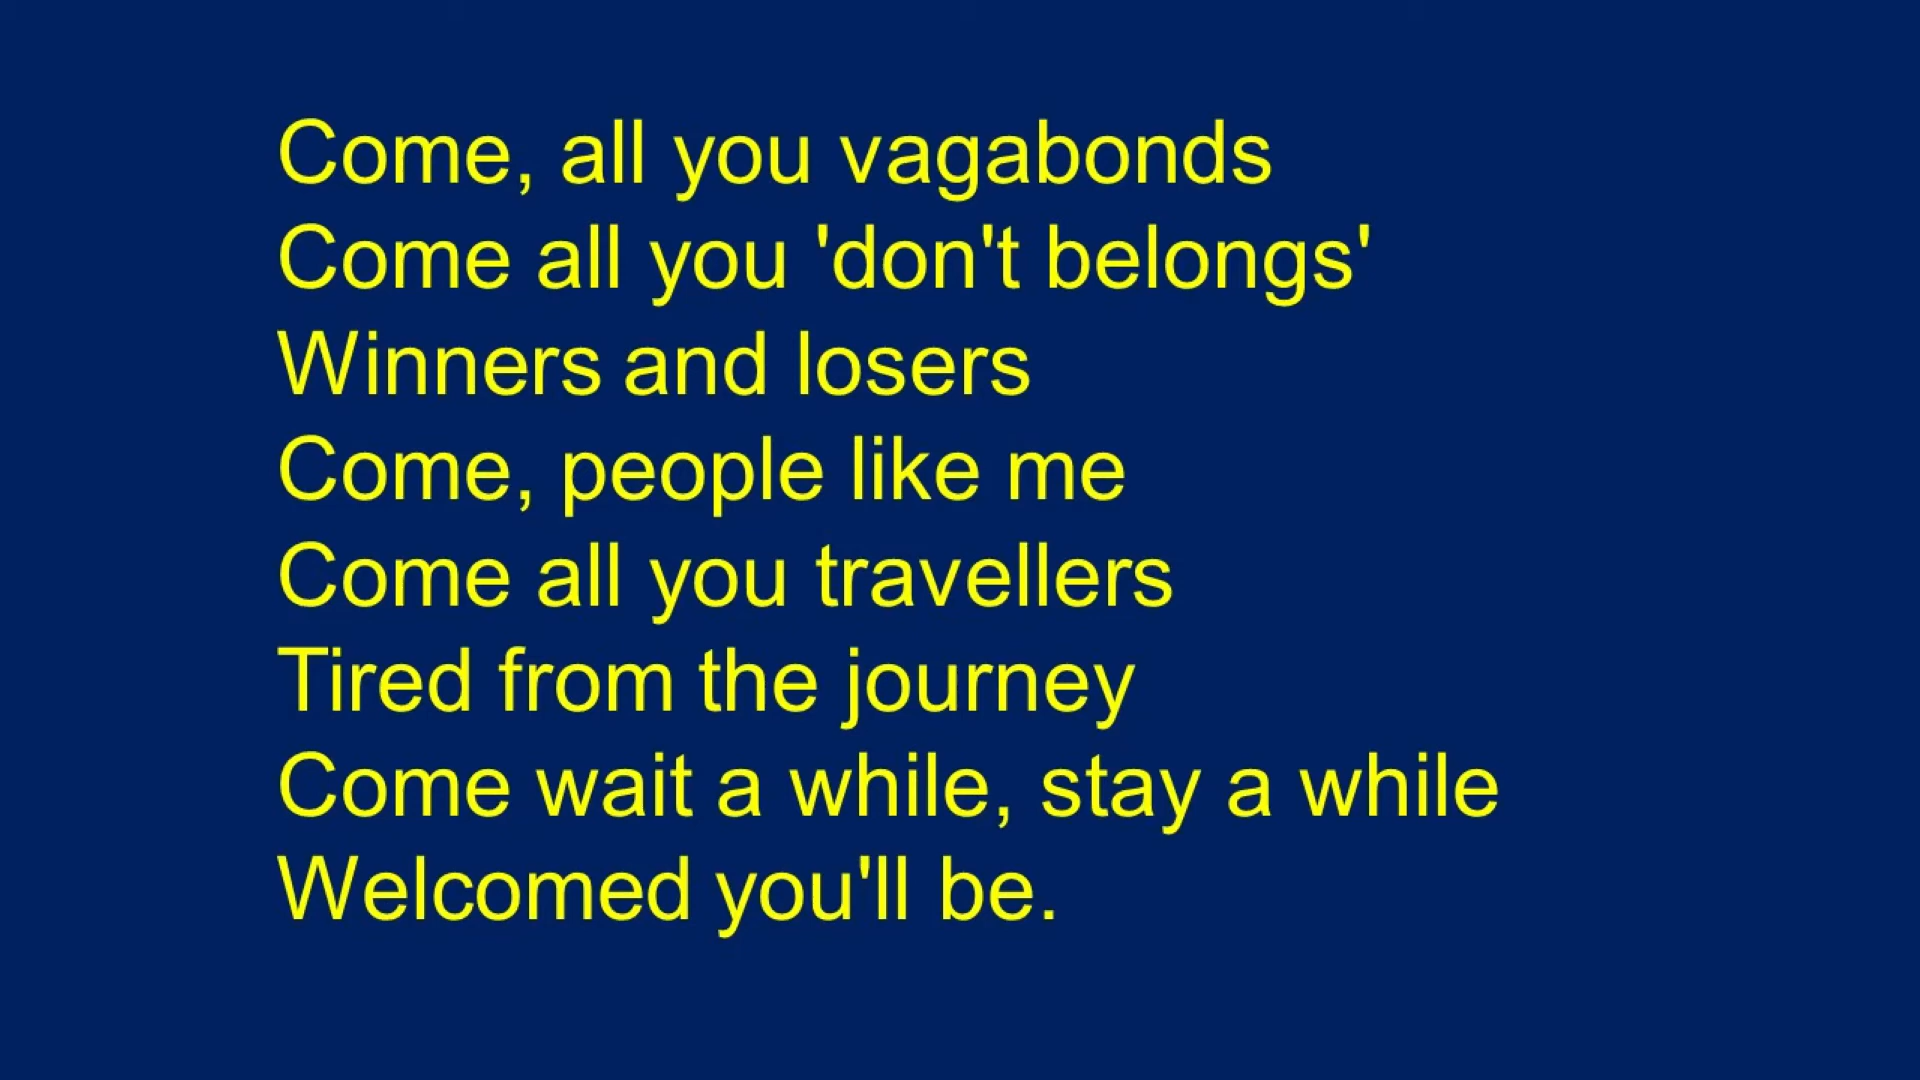 Come, all you vagabonds
Come all you 'don't belongs'
Winners and losers
Come, people like me
Come all you travellers
Tired from the journey
Come wait a while, stay a while
Welcomed you'll be.